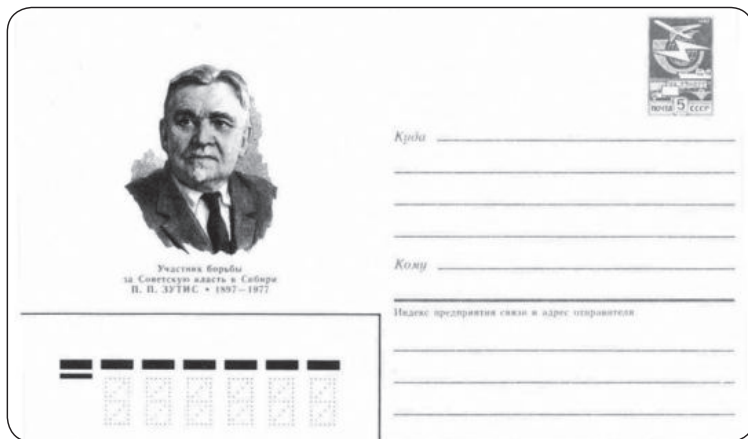 Участник борьбы
за Советскую власть в Сибири
П. П. ЗУТИС • 1897—1977
почта 5 СССР
Куда
Кому
Индекс предприятия связи и адрес отправителя